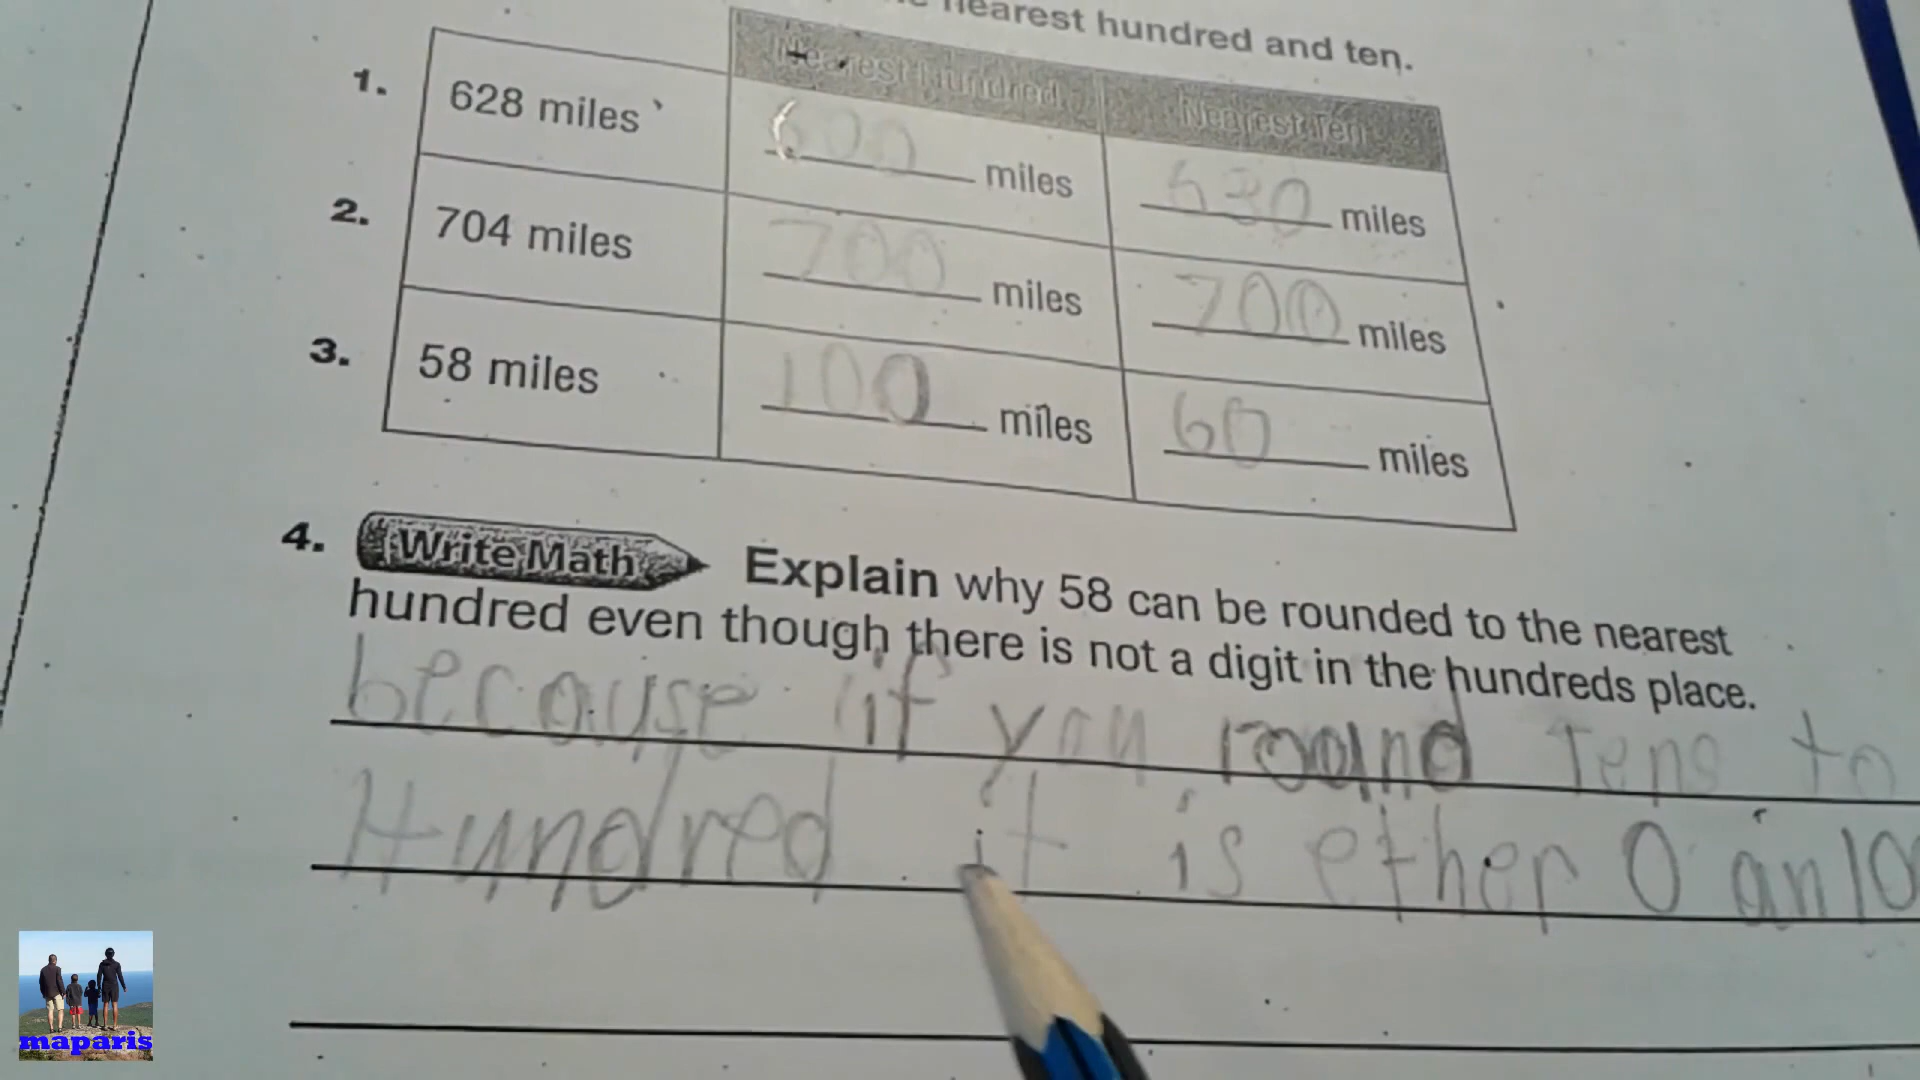 nearest hundred and ten.
Nearest Hundred Nearest Ten
1. 628 miles 600 miles 630 miles
2. 704 miles 700 miles 700 miles
3. 58 miles 100 miles 60 miles
4. Write Math Explain why 58 can be rounded to the nearest
hundred even though there is not a digit in the hundreds place.
because if you round Tens to
Hundred it is ether 0 an 10
maparis